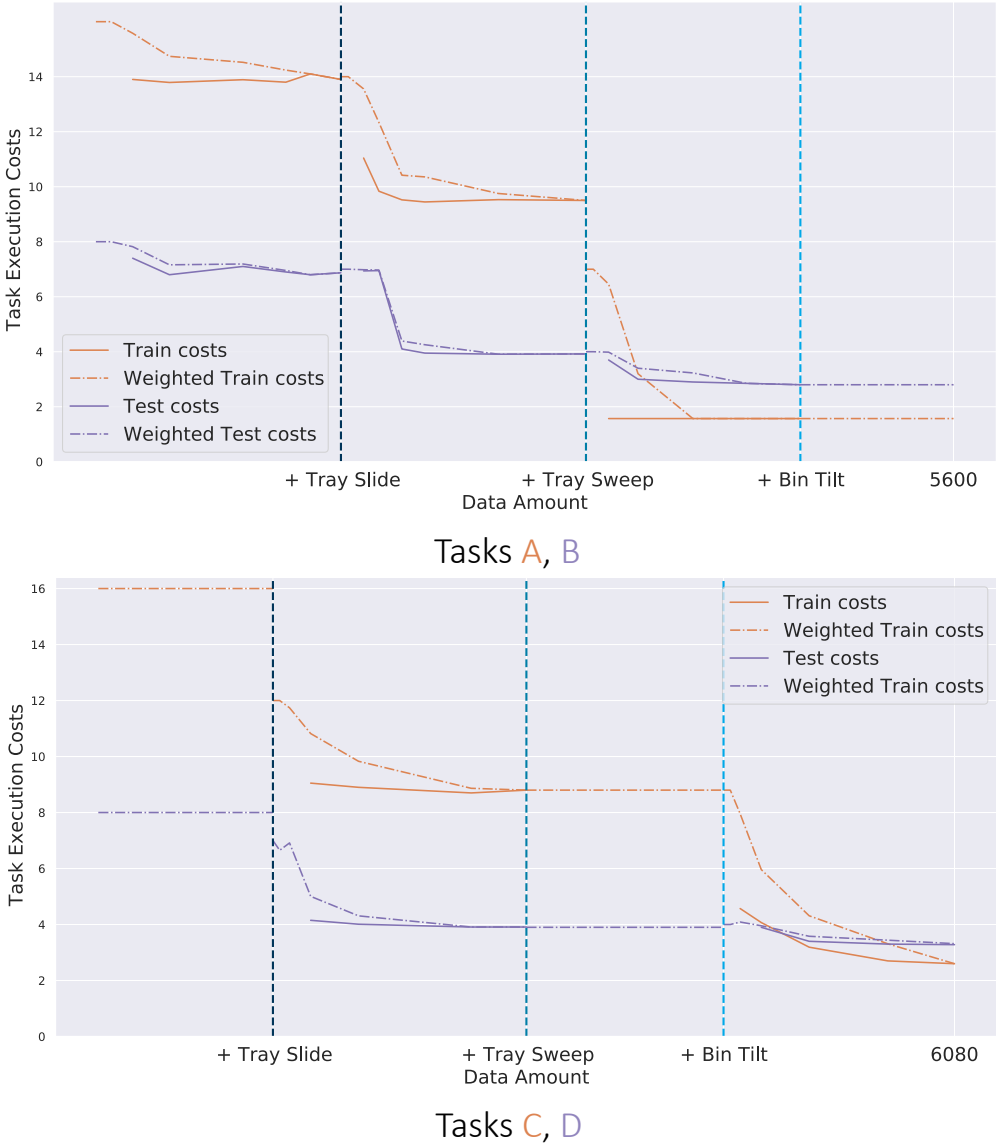 14
12
10
8
6
4
2
0
Task Execution Costs
Train costs
Weighted Train costs
Test costs
Weighted Test costs
+ Tray Slide
+ Tray Sweep
+ Bin Tilt
5600
Data Amount
Tasks A, B
16
14
12
10
8
6
4
2
0
Task Execution Costs
Train costs
Weighted Train costs
Test costs
Weighted Train costs
+ Tray Slide
+ Tray Sweep
+ Bin Tilt
6080
Data Amount
Tasks C, D